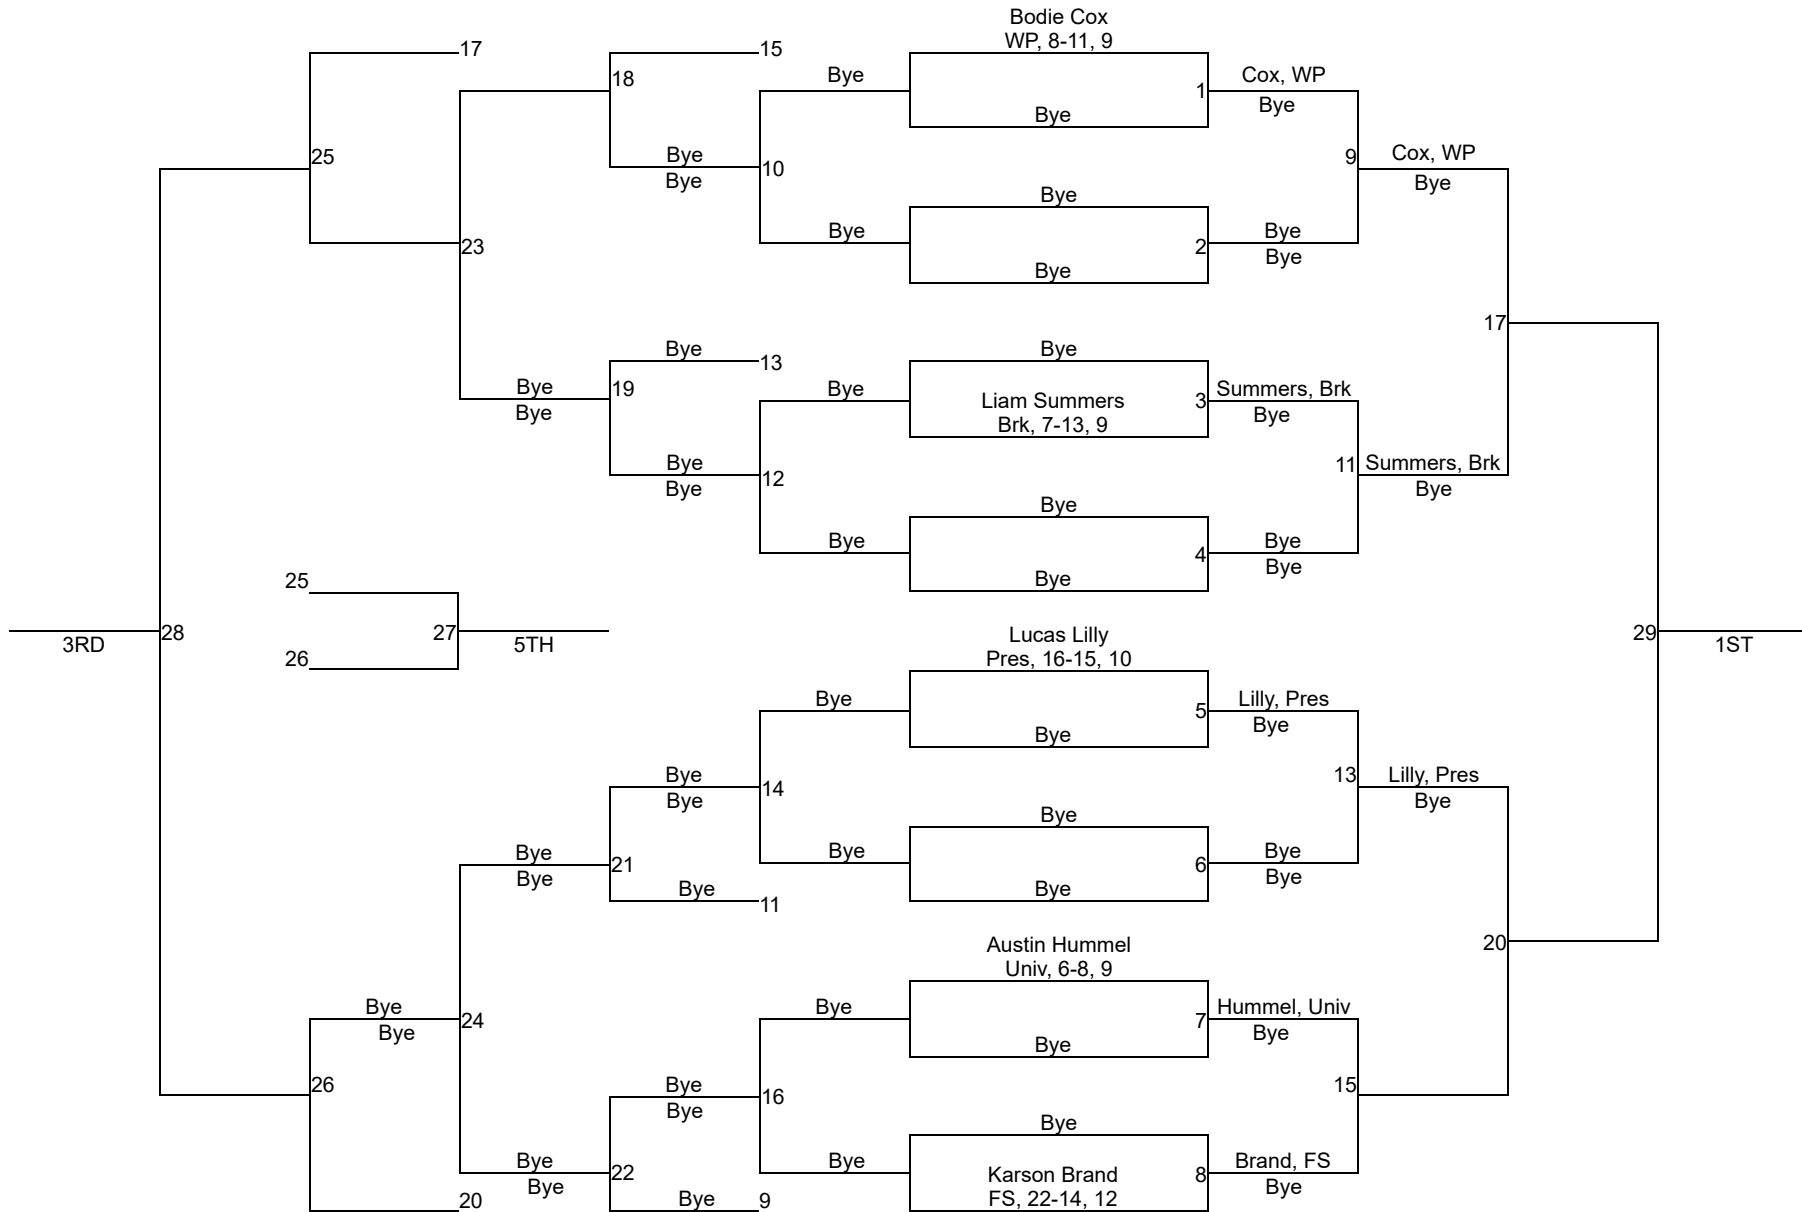 Bodie Cox
WP, 8-11, 9
17
15
18
Bye
1
Cox, WP
Bye
Bye
25
Bye
Bye
10
9
Cox, WP
Bye
Bye
23
Bye
2
Bye
Bye
Bye
17
Bye
13
Bye
Bye
Bye
19
Bye
Liam Summers
Brk, 7-13, 9
3
Summers, Brk
Bye
Bye
Bye
12
11
Summers, Brk
Bye
Bye
Bye
4
Bye
Bye
Bye
25
3RD
28
26
27
5TH
29
1ST
Lucas Lilly
Pres, 16-15, 10
Bye
5
Lilly, Pres
Bye
Bye
Bye
Bye
14
13
Lilly, Pres
Bye
Bye
Bye
Bye
21
Bye
6
Bye
Bye
Bye
Bye
11
20
Austin Hummel
Univ, 6-8, 9
Bye
Bye
24
Bye
7
Hummel, Univ
Bye
Bye
26
Bye
Bye
16
15
Bye
Bye
Bye
22
Bye
Karson Brand
FS, 22-14, 12
8
Brand, FS
Bye
20
Bye
9